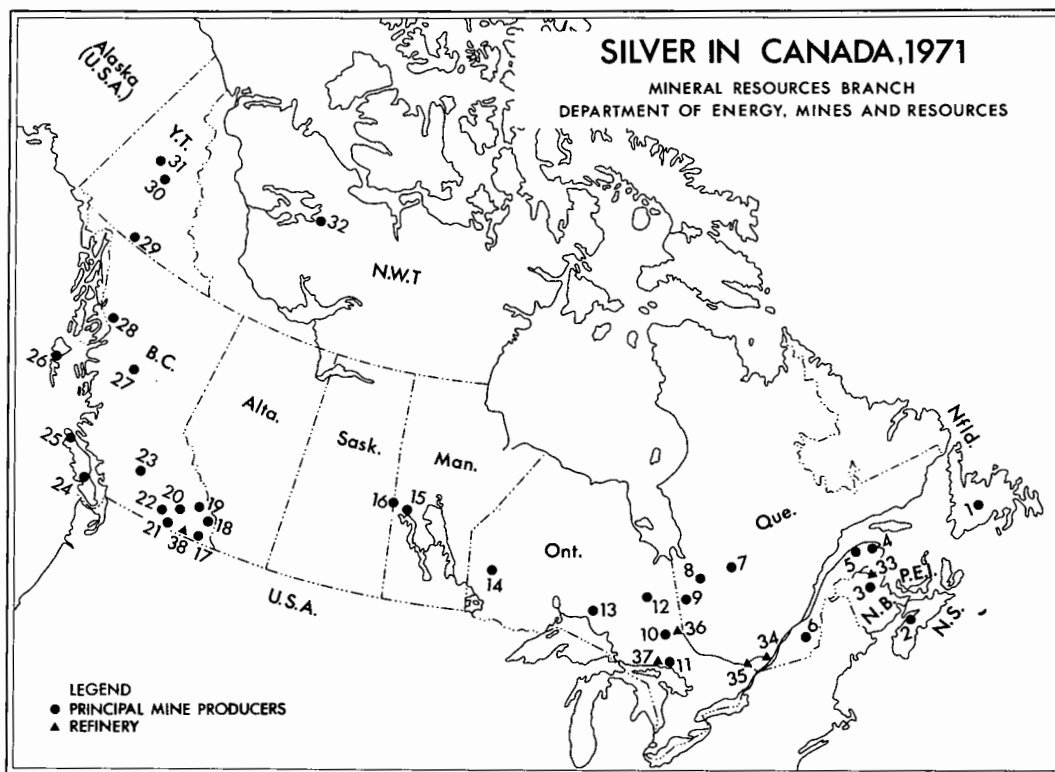 SILVER IN CANADA,1971
MINERAL RESOURCES BRANCH
DEPARTMENT OF ENERGY, MINES AND RESOURCES
Alaska
(U.S.A.)
Y.T.
31
30
29
32
N.W.T
28
26
B.C.
27
Alta.
Sask.
Man.
25
23
24
22
20
19
21
38
17
18
16
15
U.S.A.
Ont.
14
13
12
Que.
8
7
9
10
36
37
11
35
34
6
Nfld.
1
5
4
33
P.E.I.
3
N.B.
2
N.S.
LEGEND
● PRINCIPAL MINE PRODUCERS
▲ REFINERY